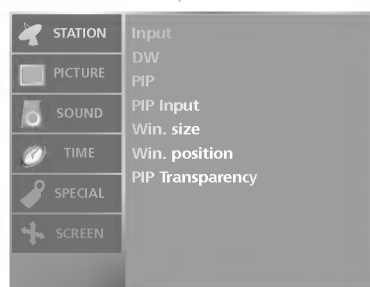 STATION
PICTURE
SOUND
TIME
SPECIAL
SCREEN
Input
DW
PIP
PIP Input
Win. size
Win. position
PIP Transparency